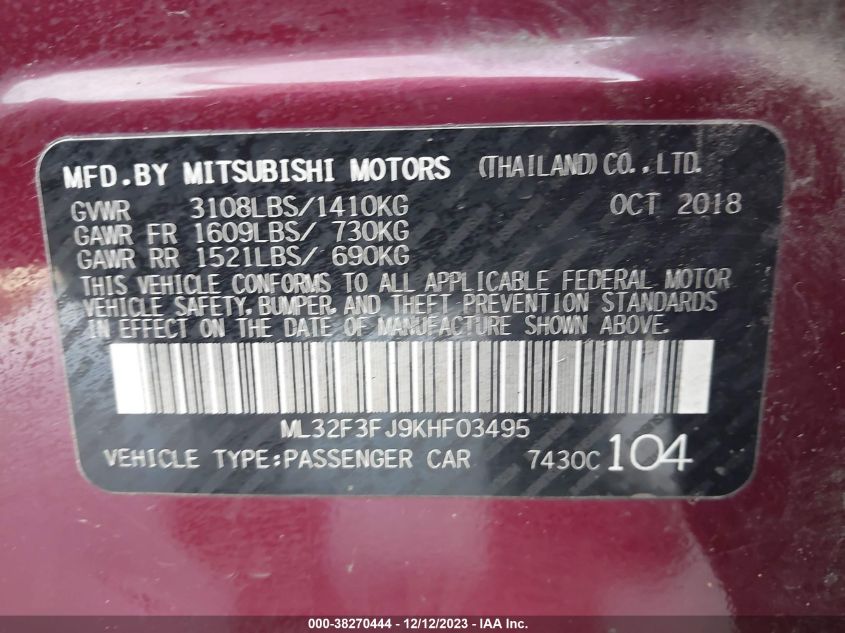 MFD.BY MITSUBISHI MOTORS (THAILAND) CO.,LTD.
GVWR 3108LBS/1410KG OCT 2018
GAWR FR 1609LBS/ 730KG
GAWR RR 1521LBS/ 690KG
THIS VEHICLE CONFORMS TO ALL APPLICABLE FEDERAL MOTOR
VEHICLE SAFETY, BUMPER, AND THEFT PREVENTION STANDARDS
IN EFFECT ON THE DATE OF MANUFACTURE SHOWN ABOVE.
ML32F3FJ9KHF03495
VEHICLE TYPE:PASSENGER CAR 7430C 104
000-38270444 - 12/12/2023 - IAA Inc.